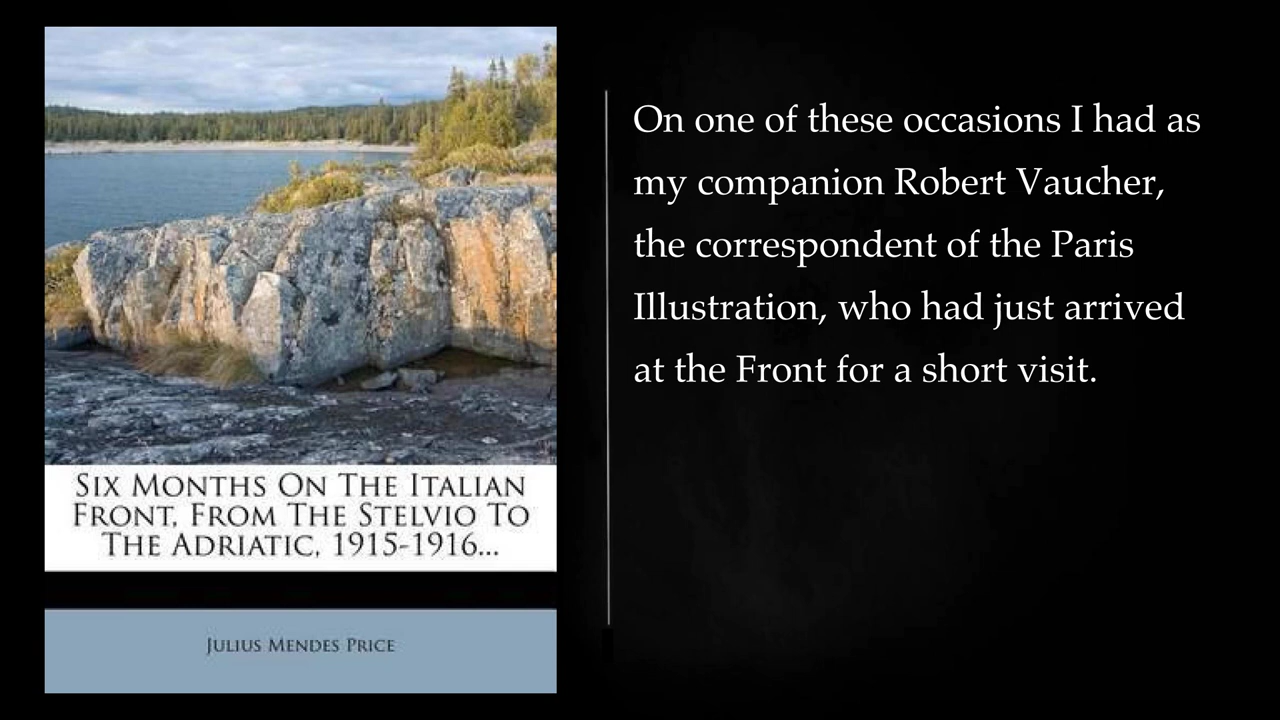 SIX MONTHS ON THE ITALIAN
FRONT, FROM THE STELVIO TO
THE ADRIATIC, 1915-1916...
JULIUS MENDES PRICE
On one of these occasions I had as
my companion Robert Vaucher,
the correspondent of the Paris
Illustration, who had just arrived
at the Front for a short visit.